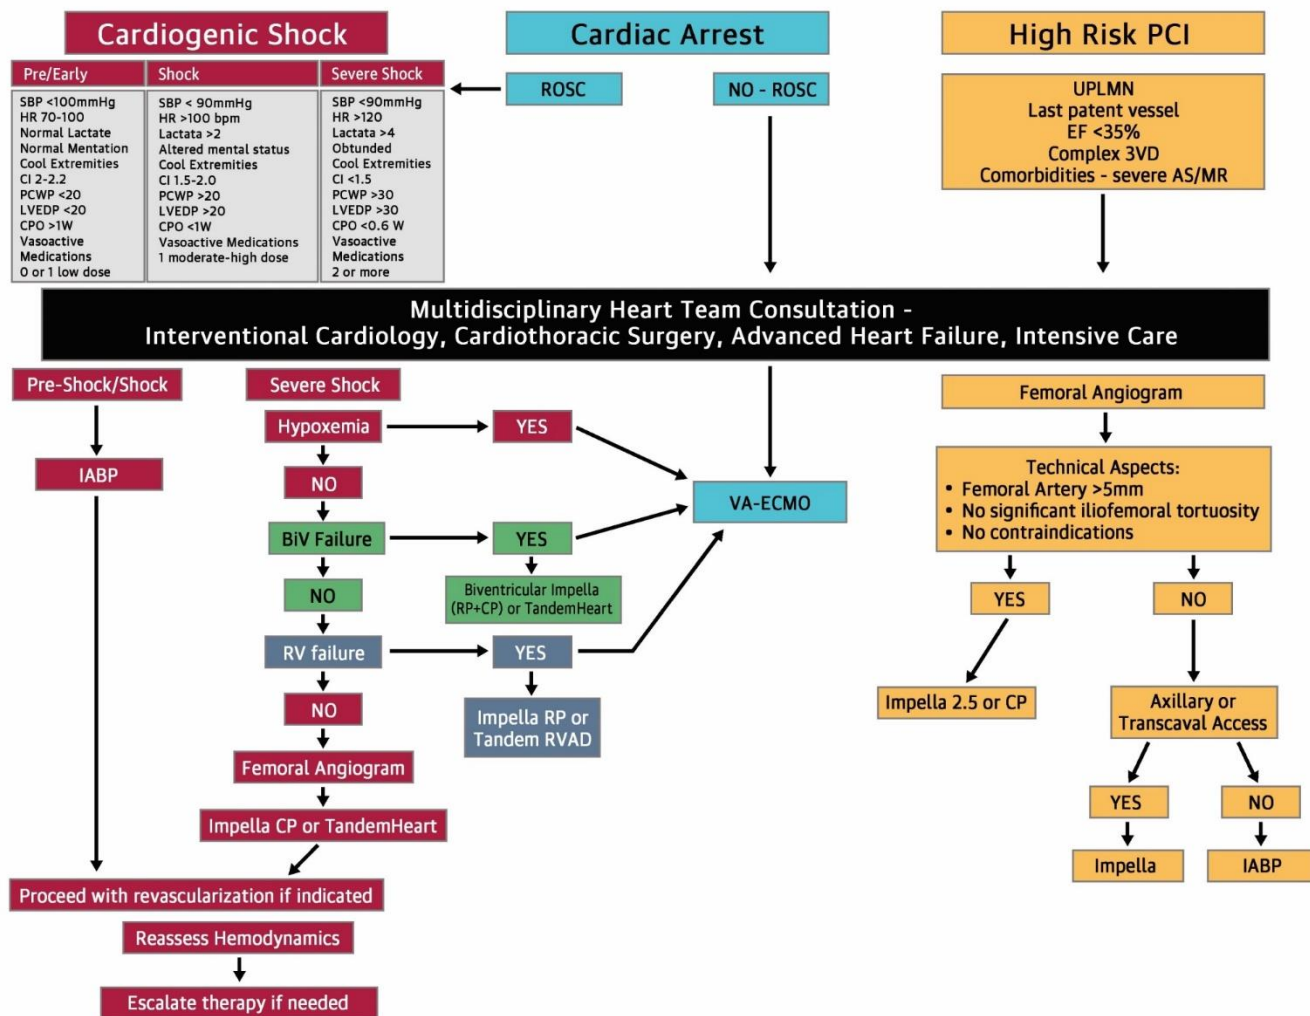 Cardiogenic Shock
Cardiac Arrest
High Risk PCI
Pre/Early
Shock
Severe Shock
SBP <100mmHg
HR 70-100
Normal Lactate
Normal Mentation
Cool Extremities
CI 2-2.2
PCWP <20
LVEDP <20
CPO >1W
Vasoactive
Medications
0 or 1 low dose
SBP < 90mmHg
HR >100 bpm
Lactata >2
Altered mental status
Cool Extremities
CI 1.5-2.0
PCWP >20
LVEDP >20
CPO <1W
Vasoactive Medications
1 moderate-high dose
SBP <90mmHg
HR >120
Lactata >4
Obtunded
Cool Extremities
CI <1.5
PCWP >30
LVEDP >30
CPO <0.6 W
Vasoactive
Medications
2 or more
ROSC
NO - ROSC
UPLMN
Last patent vessel
EF <35%
Complex 3VD
Comorbidities - severe AS/MR
Multidisciplinary Heart Team Consultation -
Interventional Cardiology, Cardiothoracic Surgery, Advanced Heart Failure, Intensive Care
Pre-Shock/Shock
IABP
Severe Shock
Hypoxemia
YES
NO
BiV Failure
YES
Biventricular Impella
(RP+CP) or TandemHeart
NO
RV failure
YES
Impella RP or
Tandem RVAD
NO
Femoral Angiogram
Impella CP or TandemHeart
Proceed with revascularization if indicated
Reassess Hemodynamics
Escalate therapy if needed
VA-ECMO
Femoral Angiogram
Technical Aspects:
• Femoral Artery >5mm
• No significant iliofemoral tortuosity
• No contraindications
YES
NO
Impella 2.5 or CP
Axillary or
Transcaval Access
YES
NO
Impella
IABP